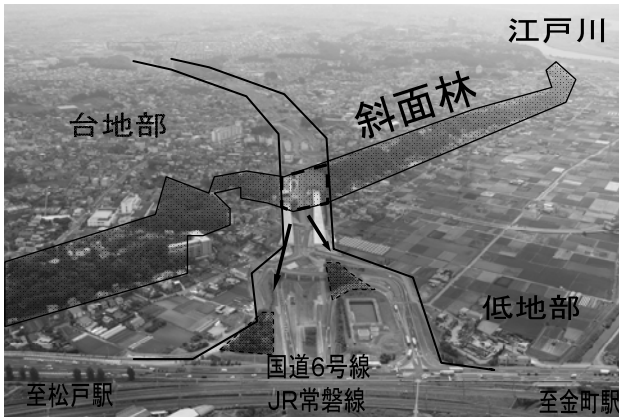 江戸川
斜面林
台地部
低地部
国道6号線
JR常磐線
至松戸駅
至金町駅